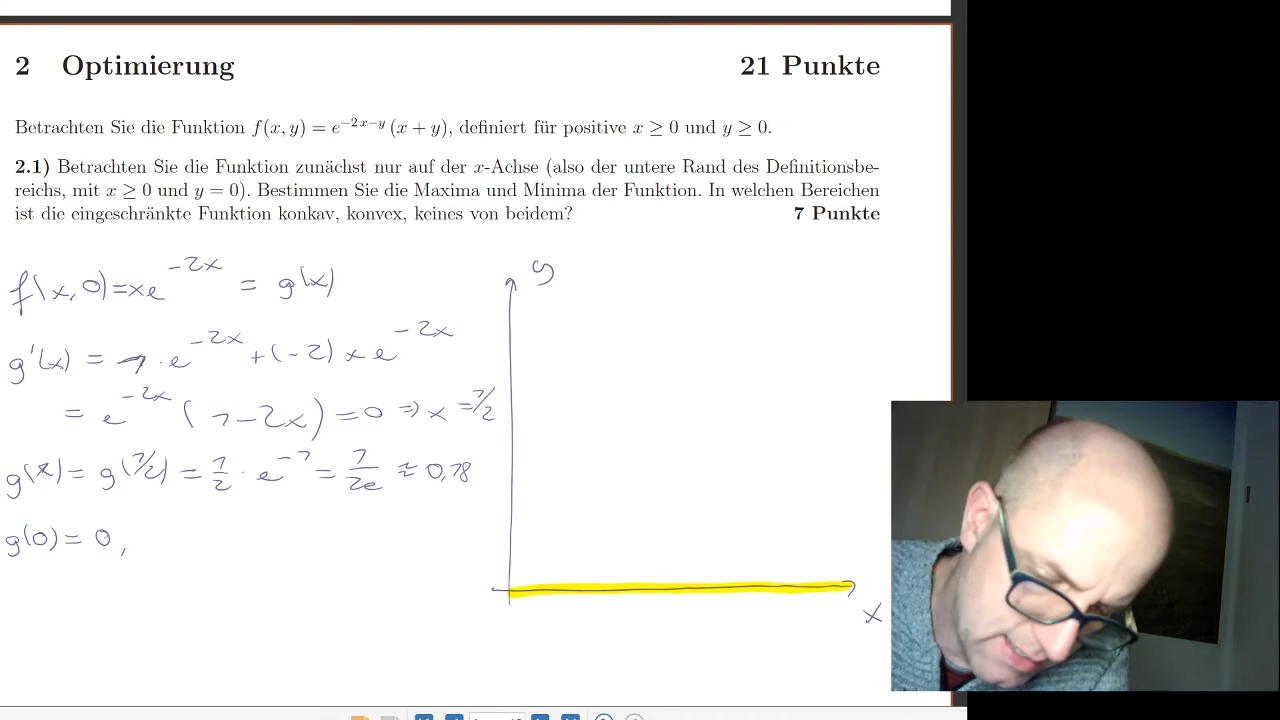 2 Optimierung 21 Punkte
Betrachten Sie die Funktion f(x, y) = e^{-2x-y} (x + y), definiert für positive x ≥ 0 und y ≥ 0.
2.1) Betrachten Sie die Funktion zunächst nur auf der x-Achse (also der untere Rand des Definitionsbe-
reichs, mit x ≥ 0 und y = 0). Bestimmen Sie die Maxima und Minima der Funktion. In welchen Bereichen
ist die eingeschränkte Funktion konkav, konvex, keines von beidem? 7 Punkte
f(x,0)=xe^{-2x} = g(x)
g'(x) = 1·e^{-2x} +(-2) x e^{-2x}
= e^{-2x} (1-2x) = 0 ⇒ x = 1/2
g(x) = g(1/2) = 1/2 · e^{-1} = 1/2e ≈ 0,18
g(0) = 0,
y
x